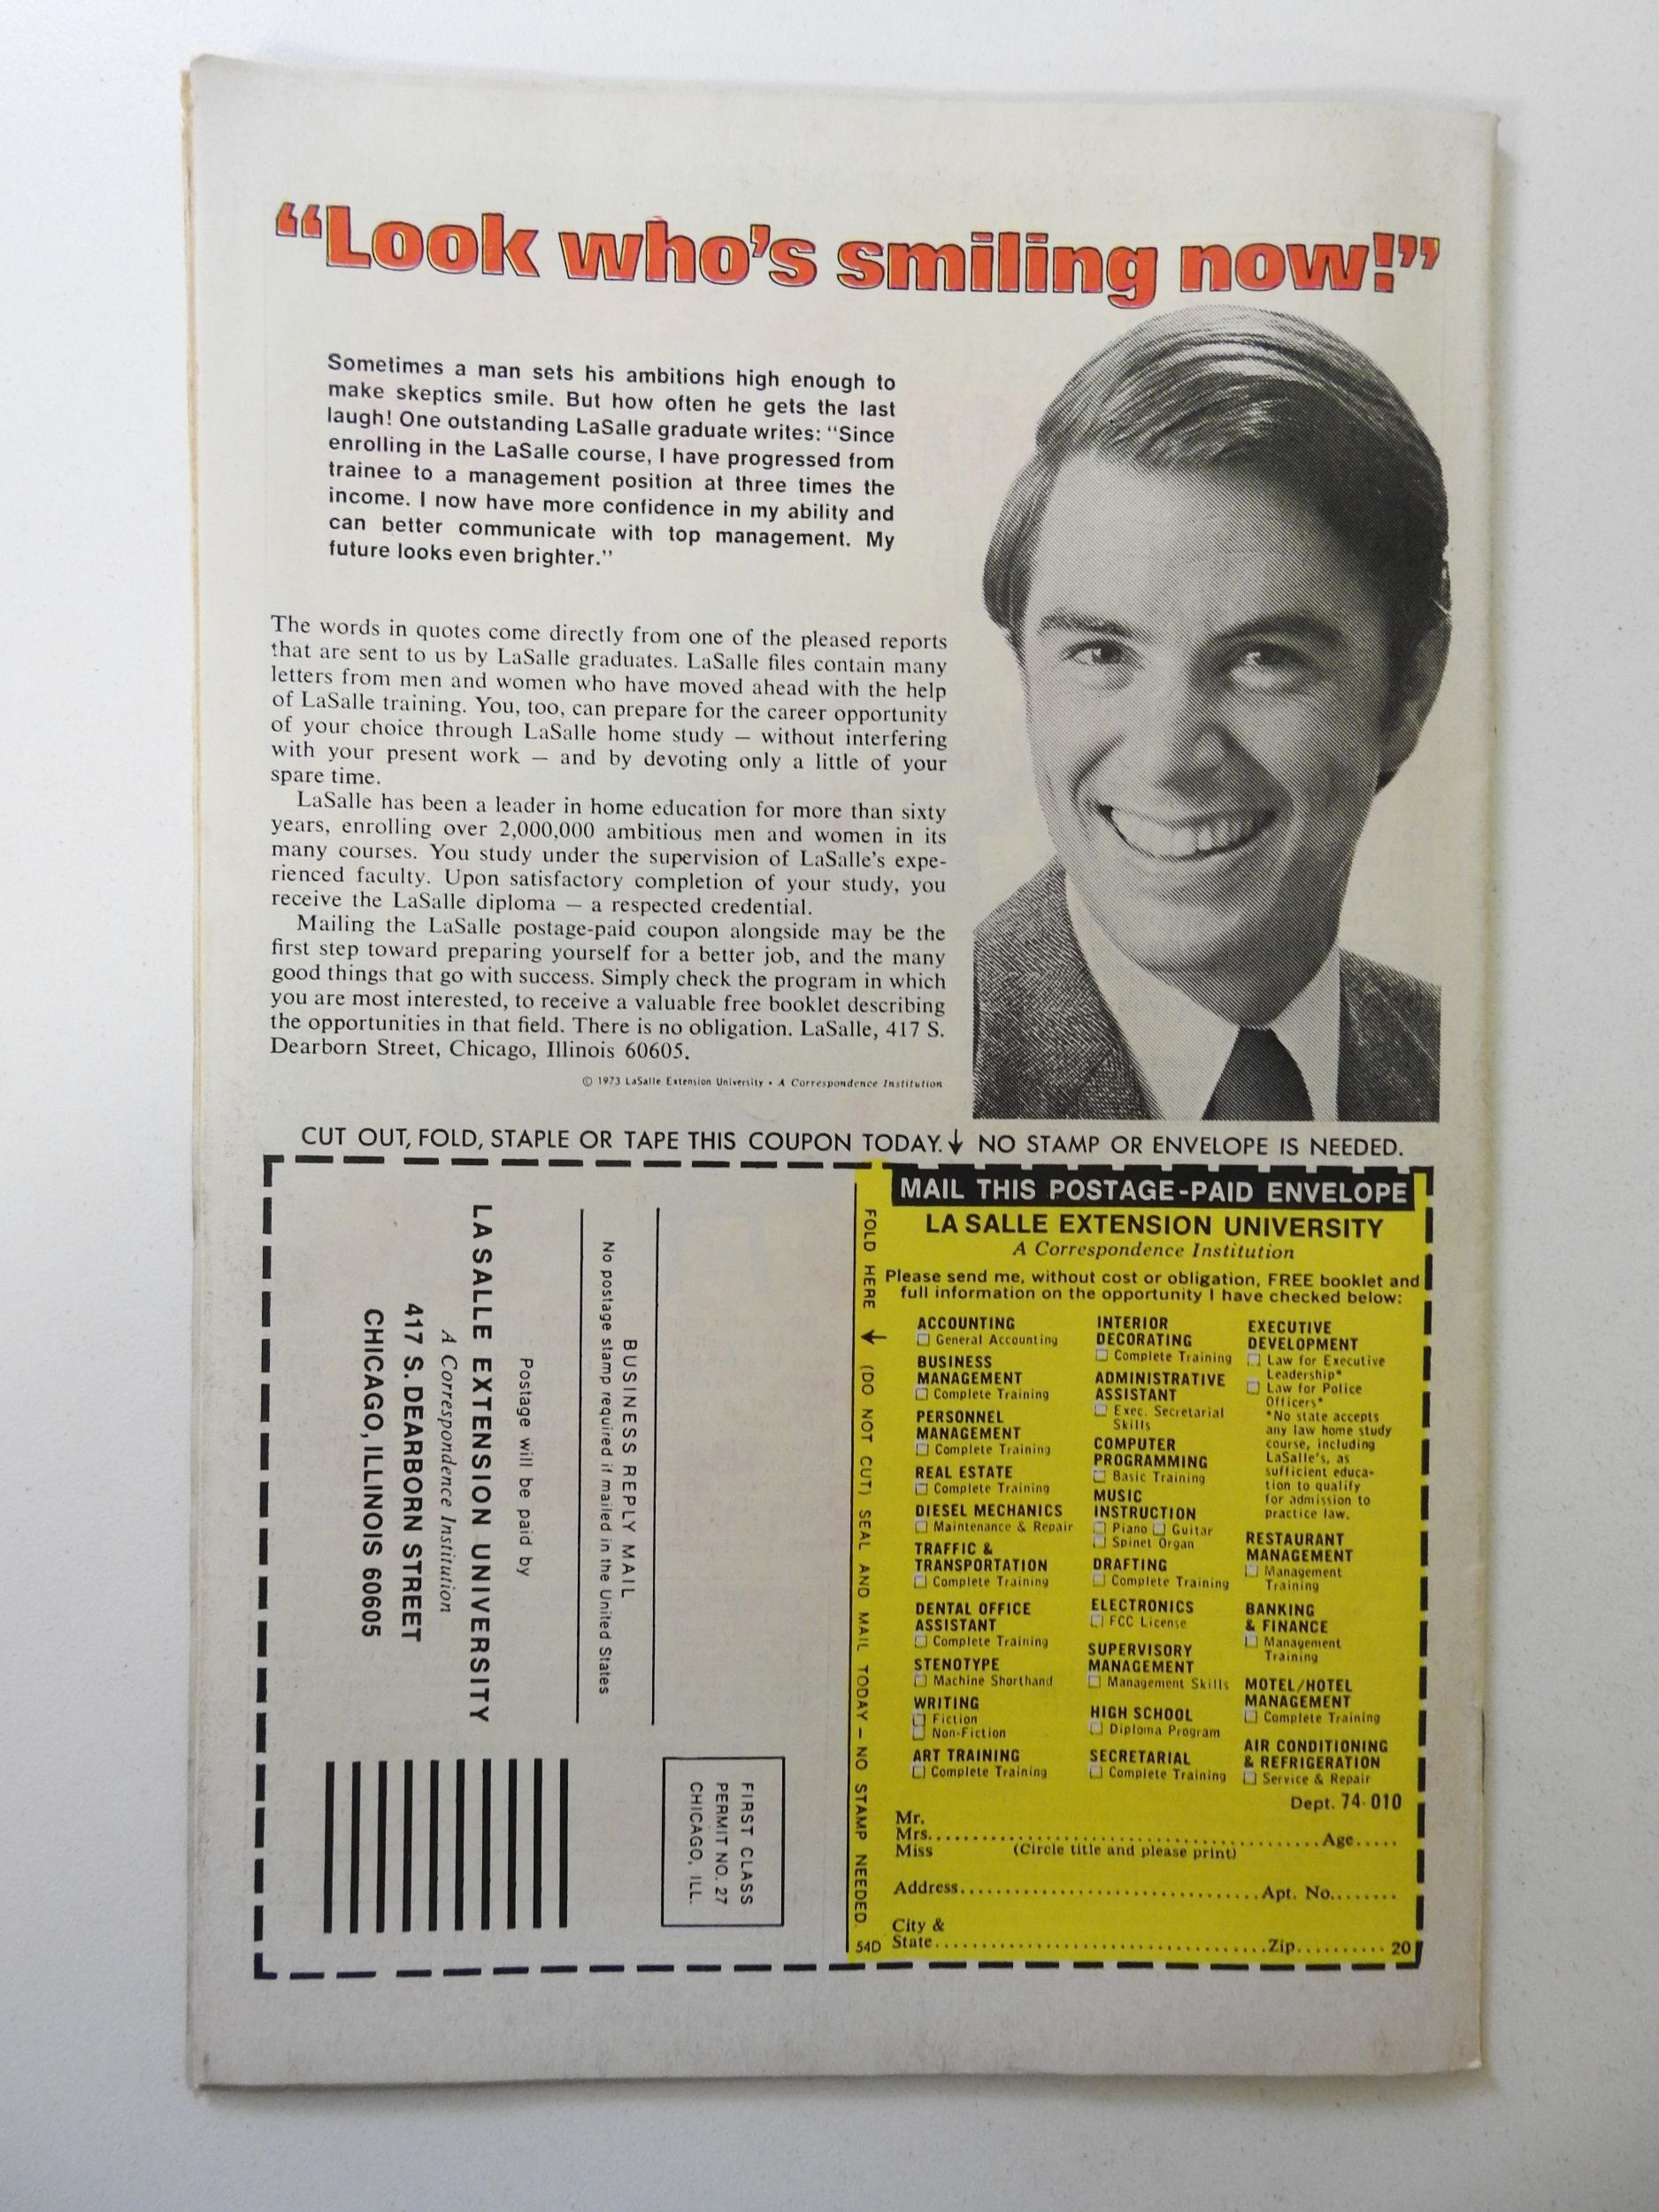 “Look who’s smiling now!”
Sometimes a man sets his ambitions high enough to
make skeptics smile. But how often he gets the last
laugh! One outstanding LaSalle graduate writes: “Since
enrolling in the LaSalle course, I have progressed from
trainee to a management position at three times the
income. I now have more confidence in my ability and
can better communicate with top management. My
future looks even brighter.”
The words in quotes come directly from one of the pleased reports
that are sent to us by LaSalle graduates. LaSalle files contain many
letters from men and women who have moved ahead with the help
of LaSalle training. You, too, can prepare for the career opportunity
of your choice through LaSalle home study — without interfering
with your present work — and by devoting only a little of your
spare time.
LaSalle has been a leader in home education for more than sixty
years, enrolling over 2,000,000 ambitious men and women in its
many courses. You study under the supervision of LaSalle’s expe-
rienced faculty. Upon satisfactory completion of your study, you
receive the LaSalle diploma — a respected credential.
Mailing the LaSalle postage-paid coupon alongside may be the
first step toward preparing yourself for a better job, and the many
good things that go with success. Simply check the program in which
you are most interested, to receive a valuable free booklet describing
the opportunities in that field. There is no obligation. LaSalle, 417 S.
Dearborn Street, Chicago, Illinois 60605.
© 1973 LaSalle Extension University • A Correspondence Institution
CUT OUT, FOLD, STAPLE OR TAPE THIS COUPON TODAY.↓ NO STAMP OR ENVELOPE IS NEEDED.
FIRST CLASS
PERMIT NO. 27
CHICAGO, ILL.
BUSINESS REPLY MAIL
No postage stamp required if mailed in the United States
Postage will be paid by
LA SALLE EXTENSION UNIVERSITY
A Correspondence Institution
417 S. DEARBORN STREET
CHICAGO, ILLINOIS 60605
FOLD HERE ↓ (DO NOT CUT) SEAL AND MAIL TODAY — NO STAMP NEEDED.
54D
MAIL THIS POSTAGE-PAID ENVELOPE
LA SALLE EXTENSION UNIVERSITY
A Correspondence Institution
Please send me, without cost or obligation, FREE booklet and
full information on the opportunity I have checked below:
ACCOUNTING
☐ General Accounting
BUSINESS
MANAGEMENT
☐ Complete Training
PERSONNEL
MANAGEMENT
☐ Complete Training
REAL ESTATE
☐ Complete Training
DIESEL MECHANICS
☐ Maintenance & Repair
TRAFFIC &
TRANSPORTATION
☐ Complete Training
DENTAL OFFICE
ASSISTANT
☐ Complete Training
STENOTYPE
☐ Machine Shorthand
WRITING
☐ Fiction
☐ Non-Fiction
ART TRAINING
☐ Complete Training
INTERIOR
DECORATING
☐ Complete Training
ADMINISTRATIVE
ASSISTANT
☐ Exec. Secretarial
Skills
COMPUTER
PROGRAMMING
☐ Basic Training
MUSIC
INSTRUCTION
☐ Piano ☐ Guitar
☐ Spinet Organ
DRAFTING
☐ Complete Training
ELECTRONICS
☐ FCC License
SUPERVISORY
MANAGEMENT
☐ Management Skills
HIGH SCHOOL
☐ Diploma Program
SECRETARIAL
☐ Complete Training
EXECUTIVE
DEVELOPMENT
☐ Law for Executive
Leadership*
☐ Law for Police
Officers*
*No state accepts
any law home study
course, including
LaSalle’s, as
sufficient educa-
tion to qualify
for admission to
practice law.
RESTAURANT
MANAGEMENT
☐ Management
Training
BANKING
& FINANCE
☐ Management
Training
MOTEL/HOTEL
MANAGEMENT
☐ Complete Training
AIR CONDITIONING
& REFRIGERATION
☐ Service & Repair
Dept. 74-010
Mr.
Mrs. Age
Miss (Circle title and please print)
Address Apt. No.
City &
State Zip 20